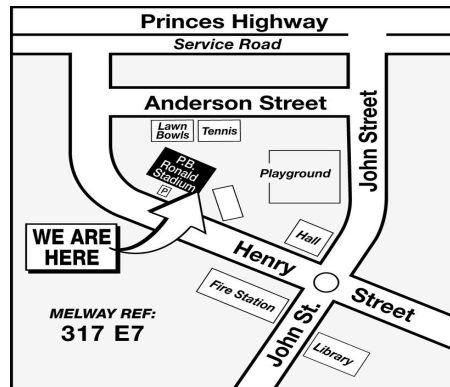 Princes Highway
Service Road
Anderson Street
Lawn
Bowls
Tennis
P.B.
Ronald
Stadium
P
Playground
John Street
WE ARE
HERE
Hall
Henry
Street
Fire Station
John St.
Library
MELWAY REF:
317 E7